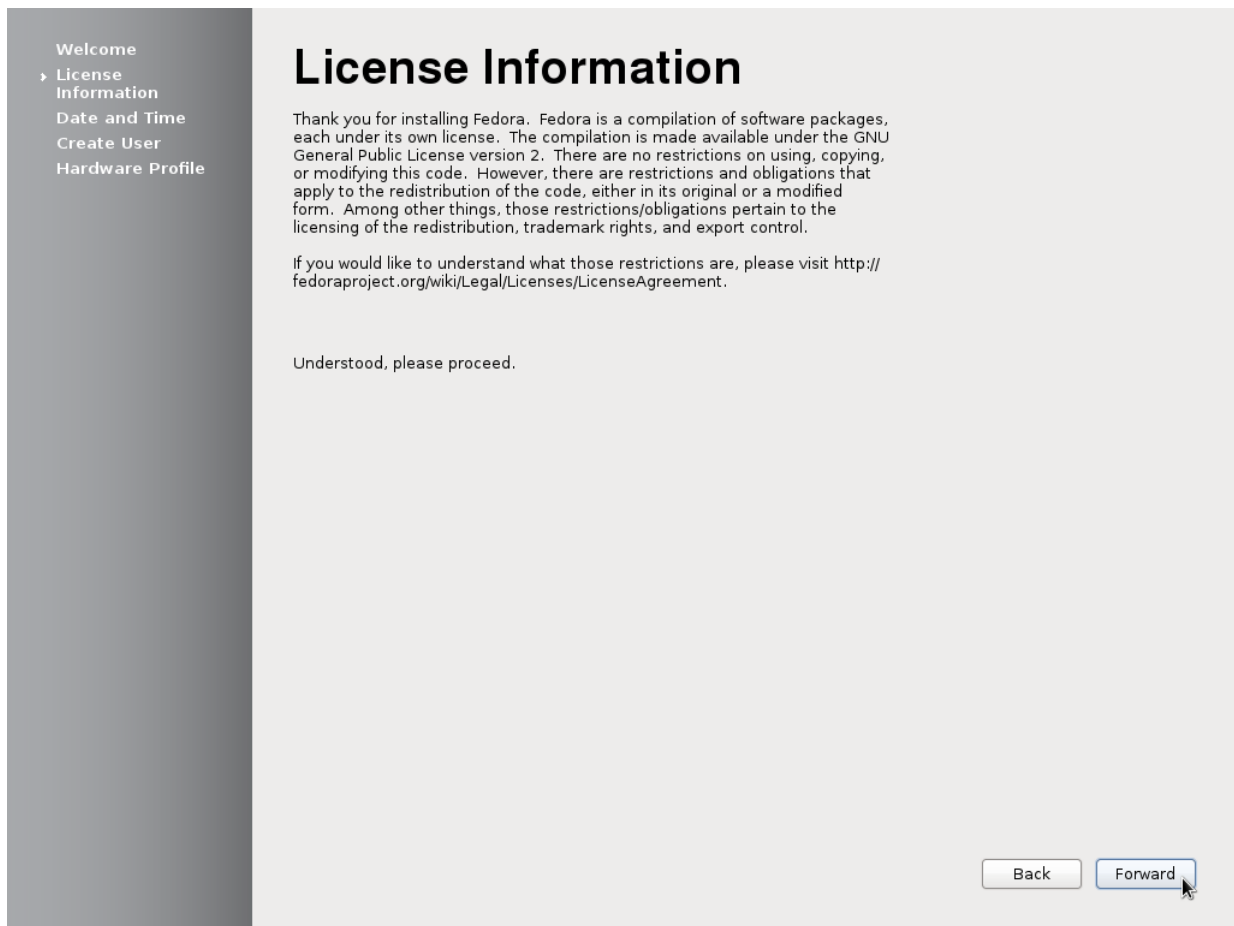 Welcome
License
Information
Date and Time
Create User
Hardware Profile
License Information
Thank you for installing Fedora.  Fedora is a compilation of software packages,
each under its own license.  The compilation is made available under the GNU
General Public License version 2.  There are no restrictions on using, copying,
or modifying this code.  However, there are restrictions and obligations that
apply to the redistribution of the code, either in its original or a modified
form.  Among other things, those restrictions/obligations pertain to the
licensing of the redistribution, trademark rights, and export control.
If you would like to understand what those restrictions are, please visit http://
fedoraproject.org/wiki/Legal/Licenses/LicenseAgreement.
Understood, please proceed.
Back
Forward